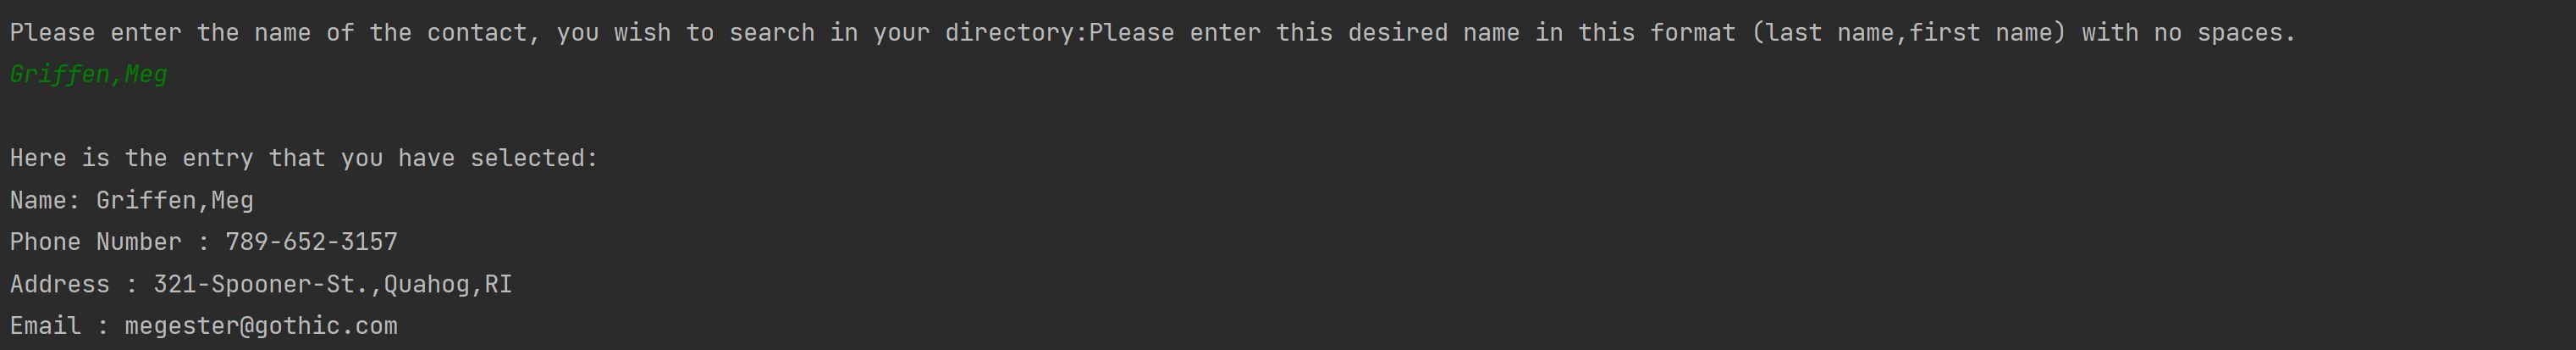 Please enter the name of the contact, you wish to search in your directory:Please enter this desired name in this format (last name,first name) with no spaces.
Griffen,Meg
Here is the entry that you have selected:
Name: Griffen,Meg
Phone Number : 789-652-3157
Address : 321-Spooner-St.,Quahog,RI
Email : megester@gothic.com